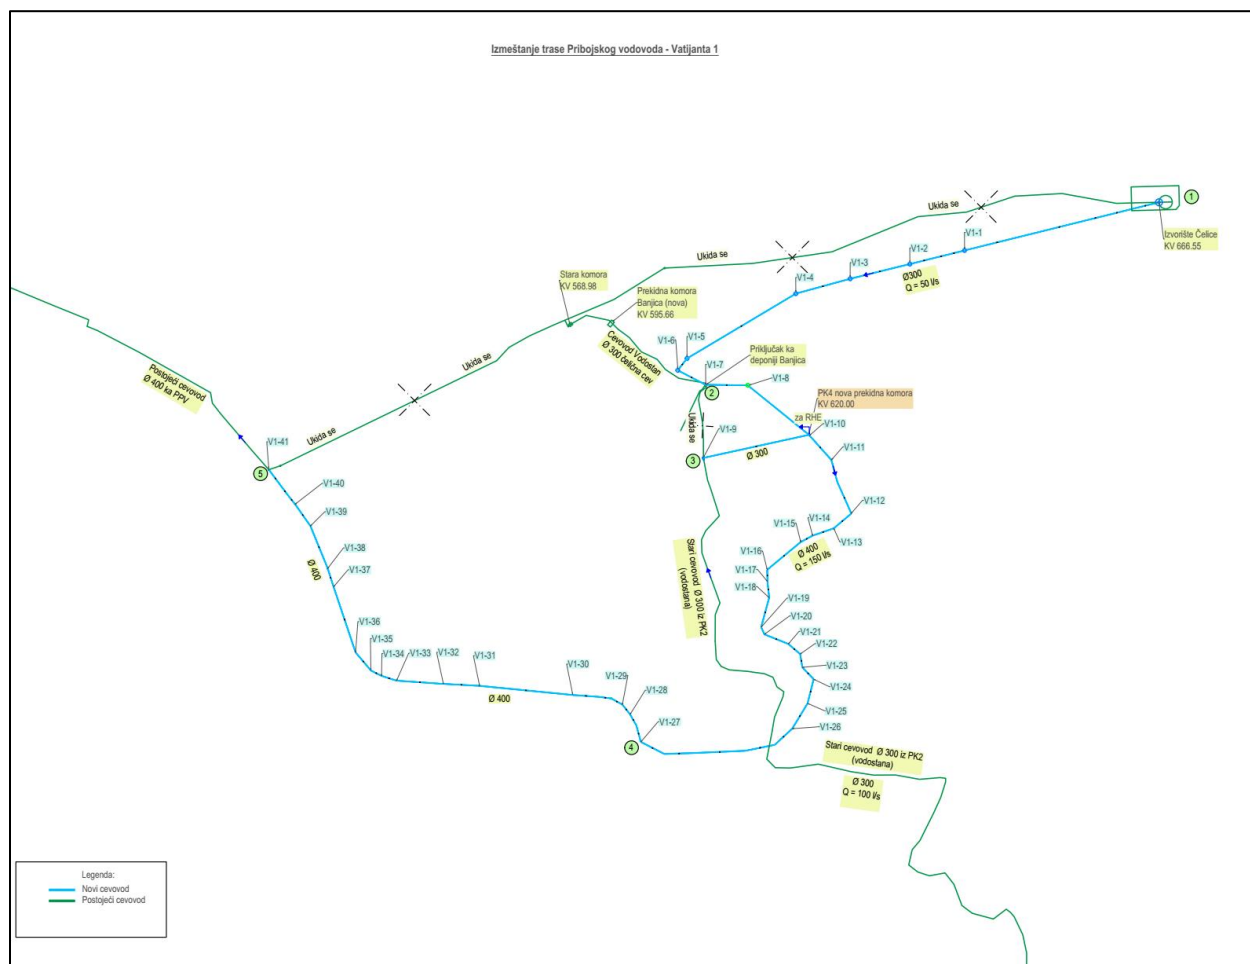 Izmeštanje trase Pribojskog vodovoda - Vatijanta 1
Ukida se
1
Izvorište Čelice
KV 666.55
V1-1
V1-2
V1-3
V1-4
Ø300
Q = 50 l/s
Ukida se
Stara komora
KV 568.98
Prekidna komora
Banjica (nova)
KV 595.66
Cevovod Vodostan
Ø 300 čelična cev
V1-5
V1-6
V1-7
Priključak ka
deponiji Banjica
V1-8
2
PK4 nova prekidna komora
KV 620.00
za RHE
V1-10
Ukida se
V1-9
3
Ø 300
V1-11
V1-12
V1-13
V1-14
V1-15
Ø 400
Q = 150 l/s
V1-16
V1-17
V1-18
V1-19
V1-20
V1-21
V1-22
V1-23
V1-24
V1-25
V1-26
Stari cevovod Ø 300 iz PK2
(vodostana)
Stari cevovod Ø 300 iz PK2
(vodostana)
Ø 300
Q = 100 l/s
Postojeći cevovod
Ø 400 ka PPV
Ukida se
Ukida se
V1-41
5
V1-40
V1-39
V1-38
V1-37
Ø 400
V1-36
V1-35
V1-34
V1-33
V1-32
V1-31
Ø 400
V1-30
V1-29
V1-28
V1-27
4
Legenda:
Novi cevovod
Postojeći cevovod